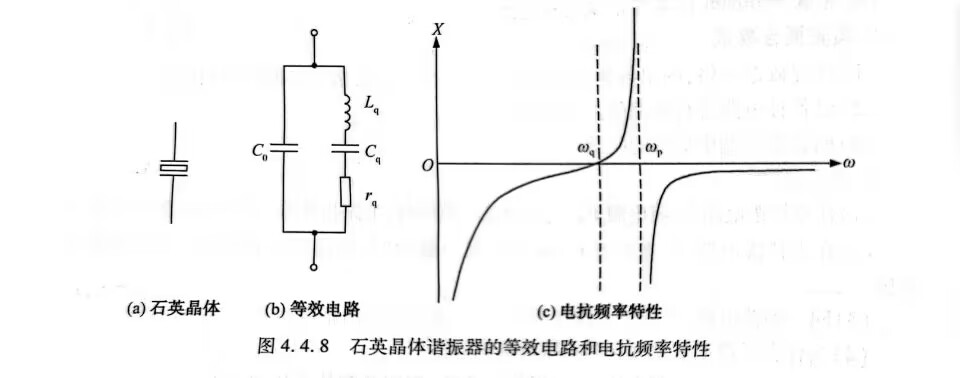 X
L_q
C_0
C_q
ω_q
ω_p
O
ω
r_q
(a) 石英晶体
(b) 等效电路
(c) 电抗频率特性
图 4.4.8 石英晶体谐振器的等效电路和电抗频率特性